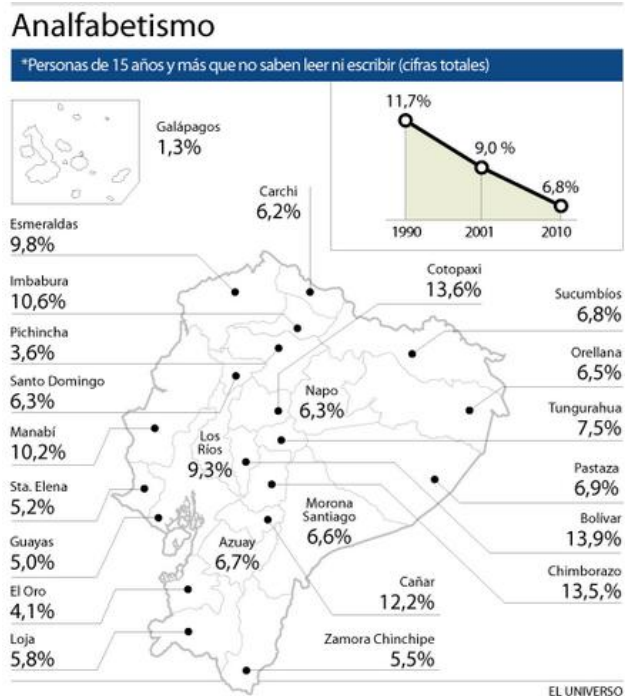 Analfabetismo
*Personas de 15 años y más que no saben leer ni escribir (cifras totales)
11,7%
9,0 %
6,8%
1990
2001
2010
Galápagos
1,3%
Carchi
6,2%
Esmeraldas
9,8%
Imbabura
10,6%
Pichincha
3,6%
Santo Domingo
6,3%
Manabí
10,2%
Sta. Elena
5,2%
Guayas
5,0%
El Oro
4,1%
Loja
5,8%
Los
Ríos
9,3%
Napo
6,3%
Morona
Santiago
6,6%
Azuay
6,7%
Cotopaxi
13,6%
Sucumbíos
6,8%
Orellana
6,5%
Tungurahua
7,5%
Pastaza
6,9%
Bolívar
13,9%
Chimborazo
13,5,%
Cañar
12,2%
Zamora Chinchipe
5,5%
EL UNIVERSO